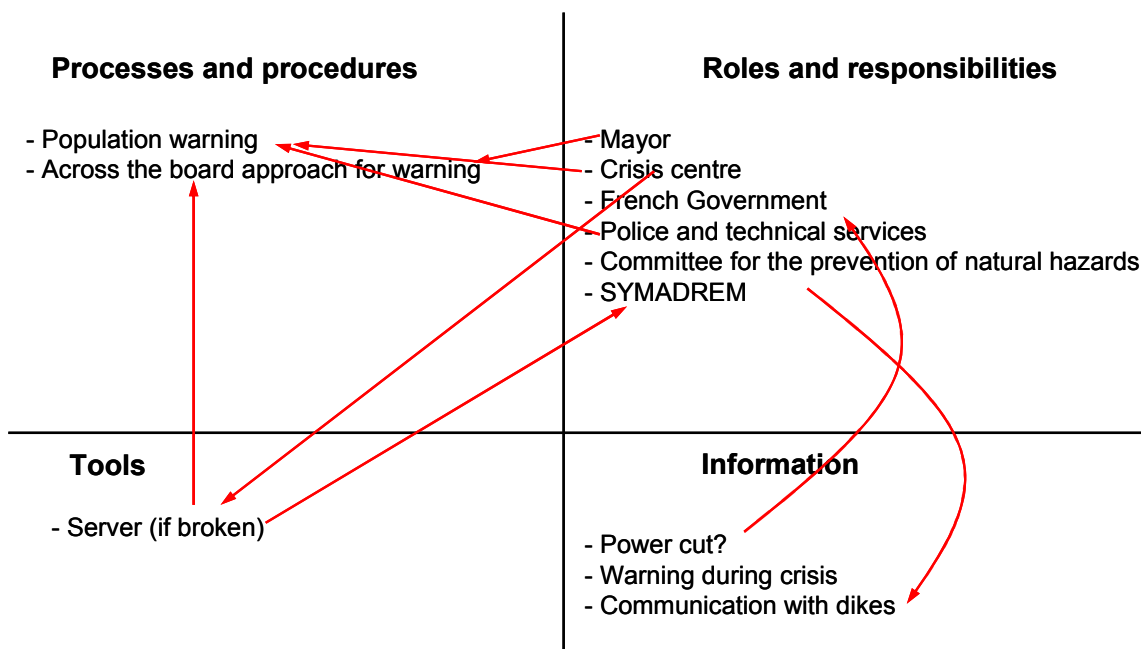 Processes and procedures
- Population warning
- Across the board approach for warning
Roles and responsibilities
- Mayor
- Crisis centre
- French Government
- Police and technical services
- Committee for the prevention of natural hazards
- SYMADREM
Tools
- Server (if broken)
Information
- Power cut?
- Warning during crisis
- Communication with dikes